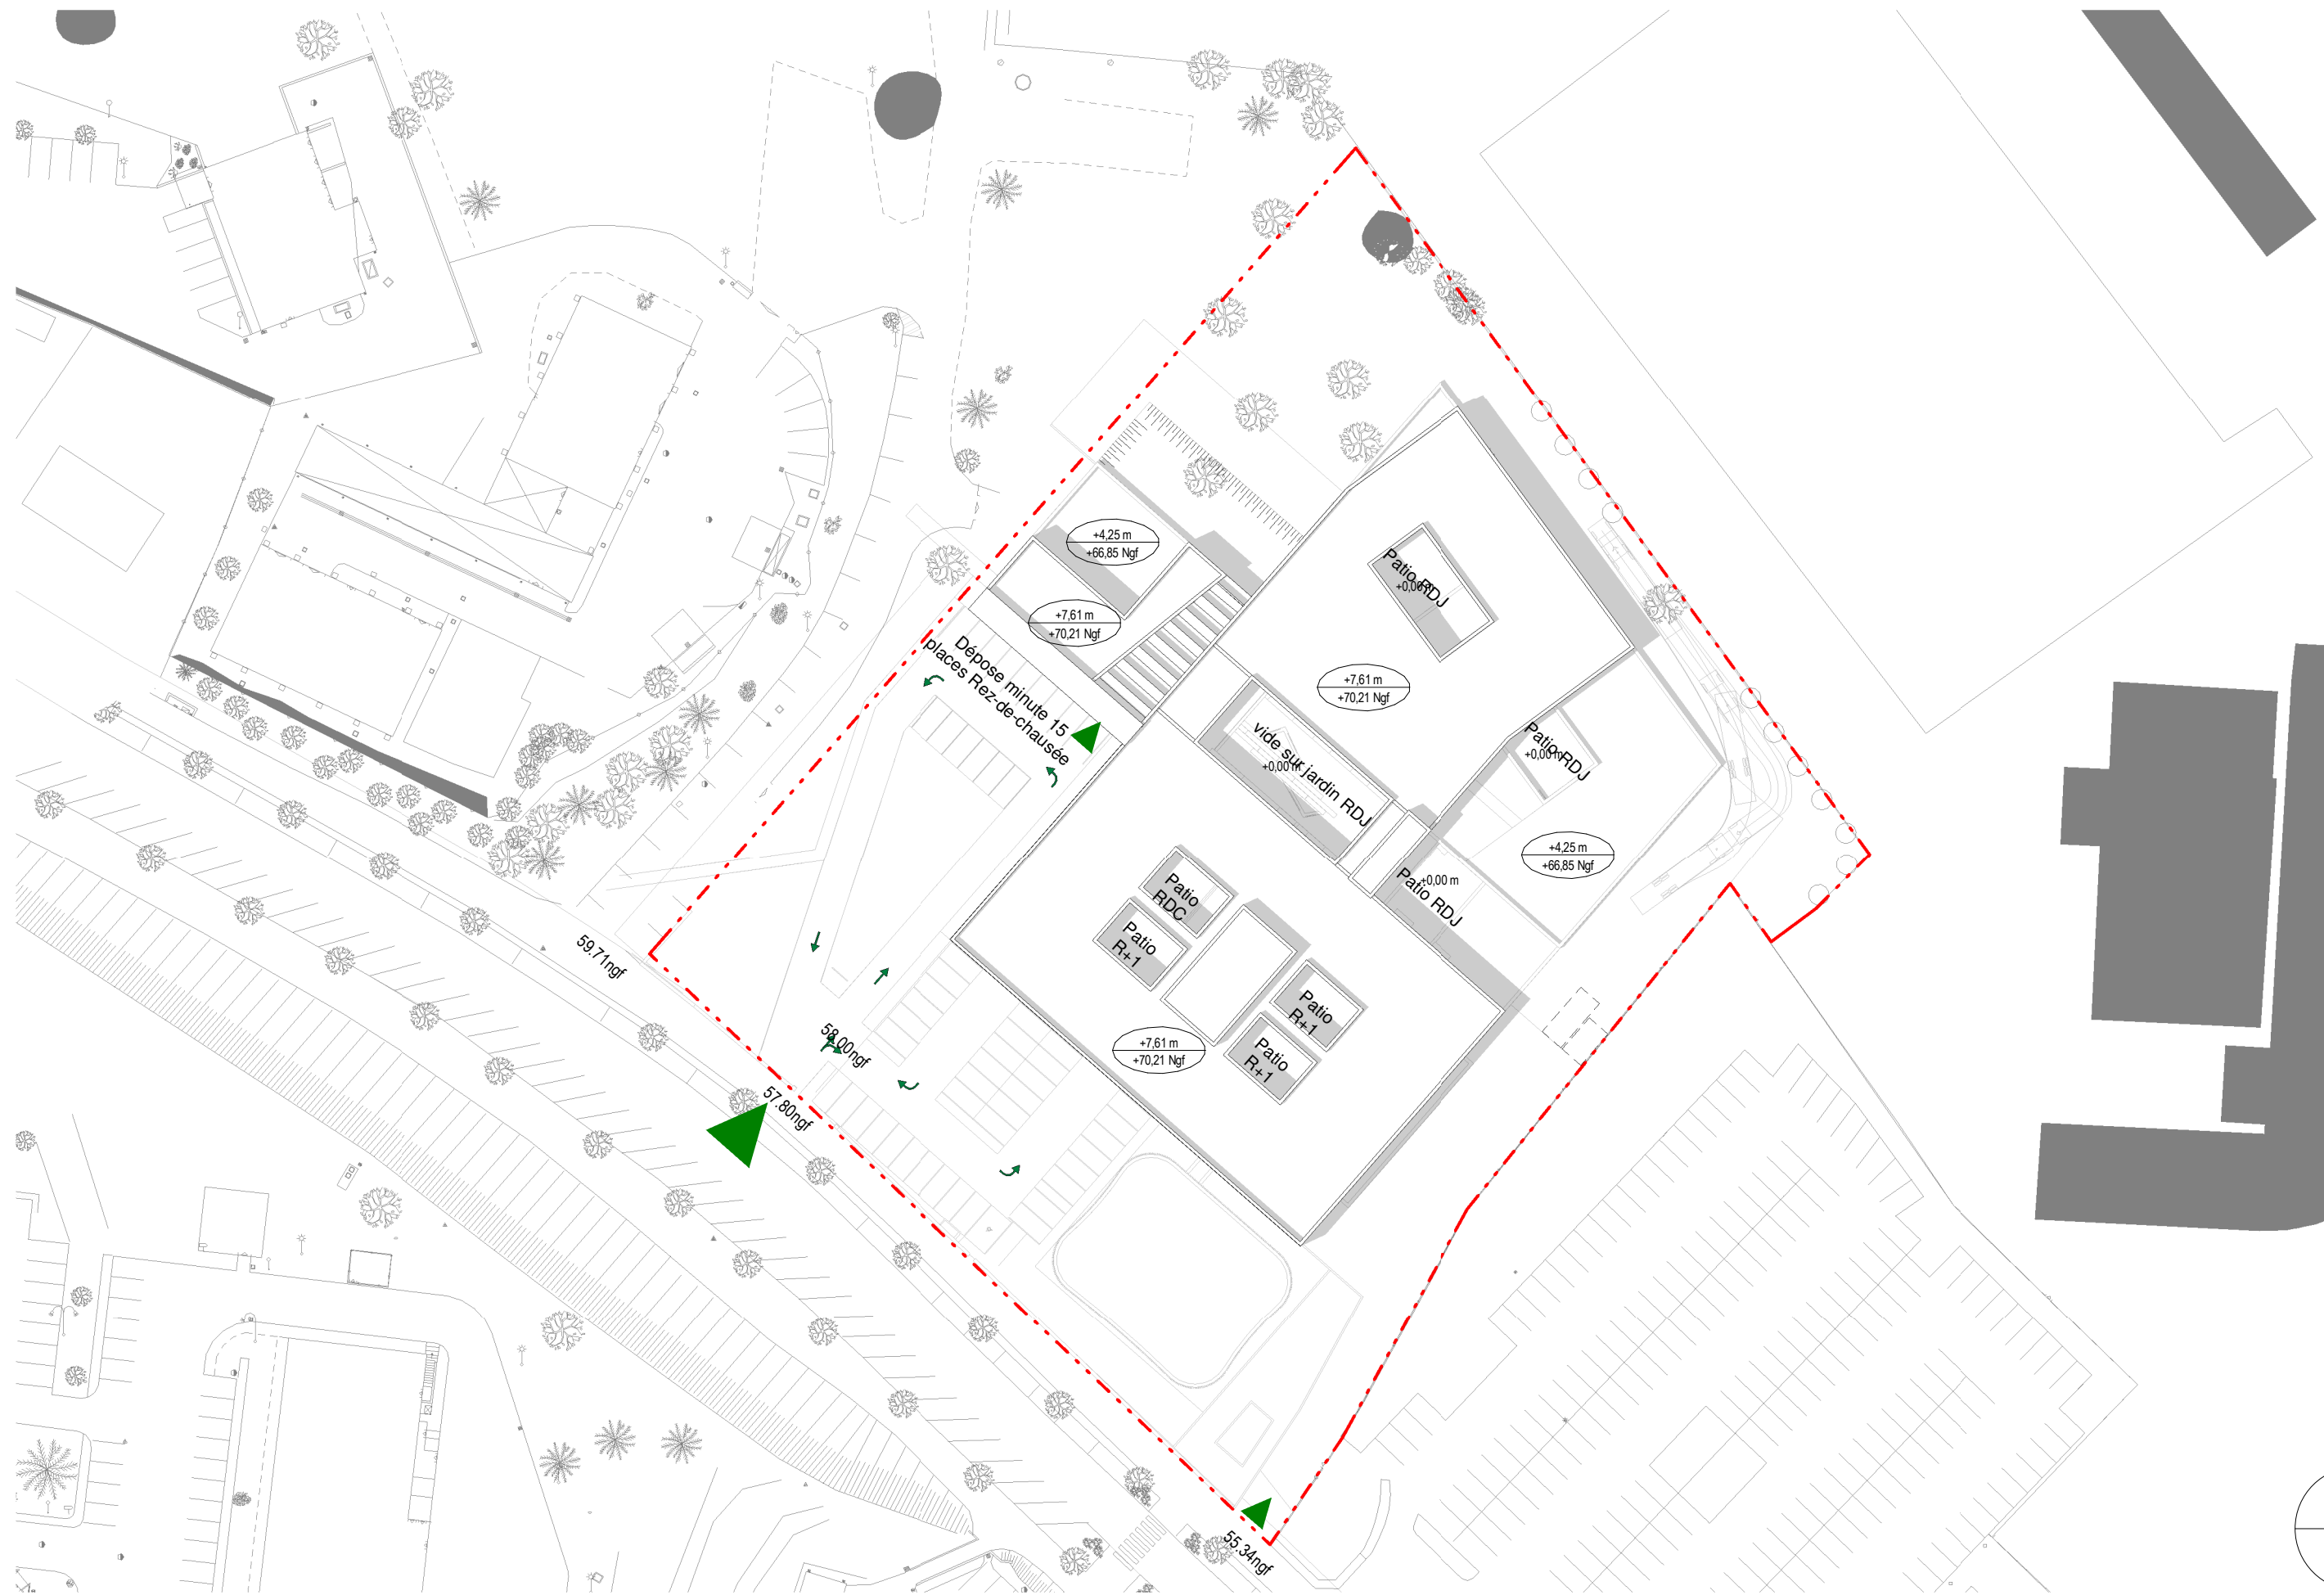 +4,25 m
+66,85 Ngf
+7,61 m
+70,21 Ngf
Patio RDJ
+0,00 m
Dépose minute 15
places Rez-de-chausée
+7,61 m
+70,21 Ngf
vide sur jardin RDJ
+0,00 m
Patio RDJ
+0,00 m
+4,25 m
+66,85 Ngf
Patio RDJ
+0,00 m
Patio
RDC
Patio
R+1
Patio
R+1
Patio
R+1
+7,61 m
+70,21 Ngf
59.71ngf
58.00ngf
57.80ngf
55.34ngf